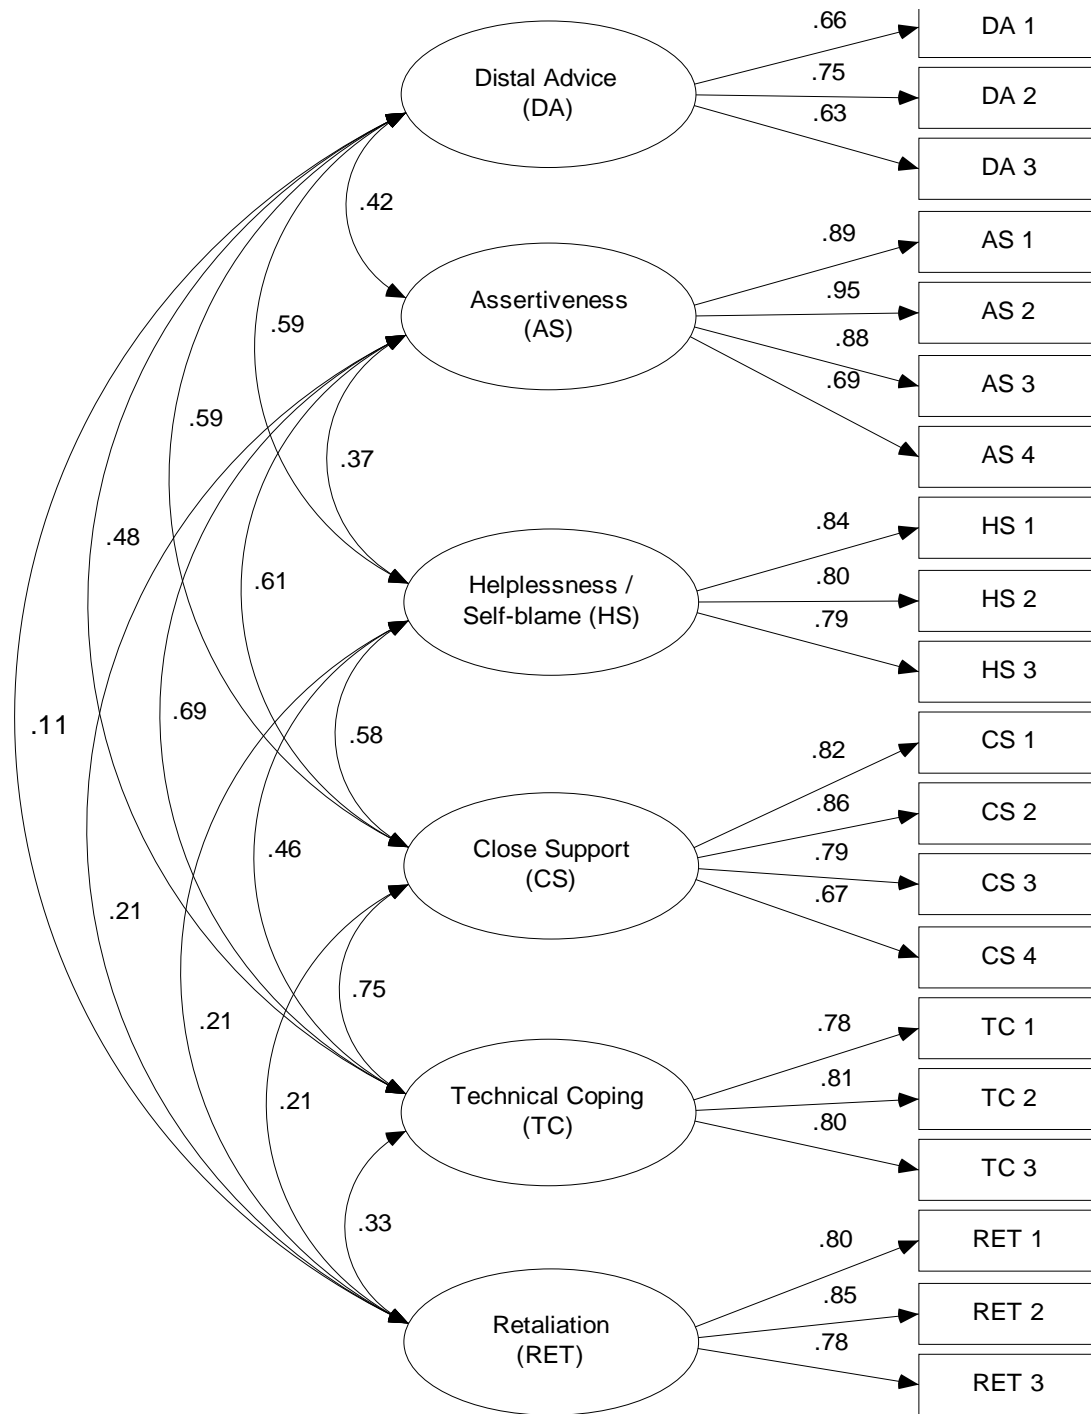 .66
DA 1
Distal Advice
(DA)
.75
DA 2
.63
DA 3
.42
.89
AS 1
Assertiveness
(AS)
.95
AS 2
.88
AS 3
.69
AS 4
.59
.59
.37
.48
.61
.84
HS 1
Helplessness /
Self-blame (HS)
.80
HS 2
.79
HS 3
.11
.69
.58
.82
CS 1
.86
CS 2
Close Support
(CS)
.79
CS 3
.67
CS 4
.46
.21
.75
.21
.21
.78
TC 1
Technical Coping
(TC)
.81
TC 2
.80
TC 3
.33
.80
RET 1
Retaliation
(RET)
.85
RET 2
.78
RET 3